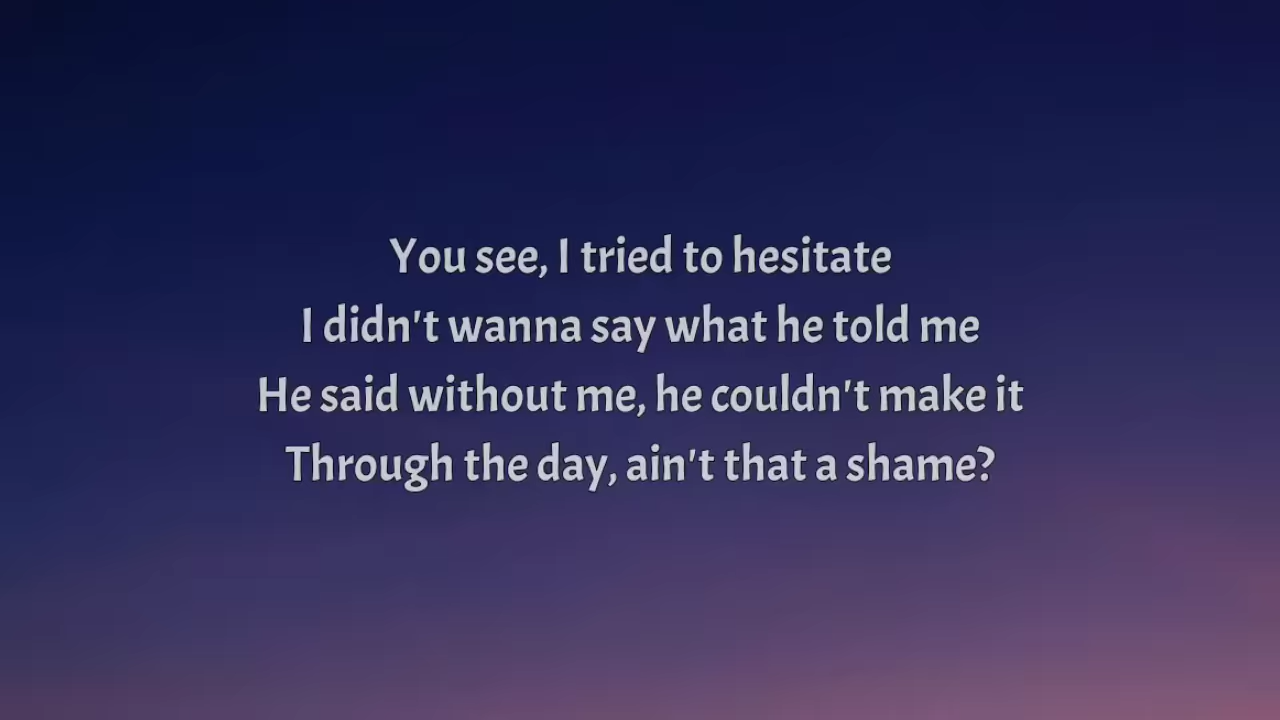 You see, I tried to hesitate
I didn't wanna say what he told me
He said without me, he couldn't make it
Through the day, ain't that a shame?